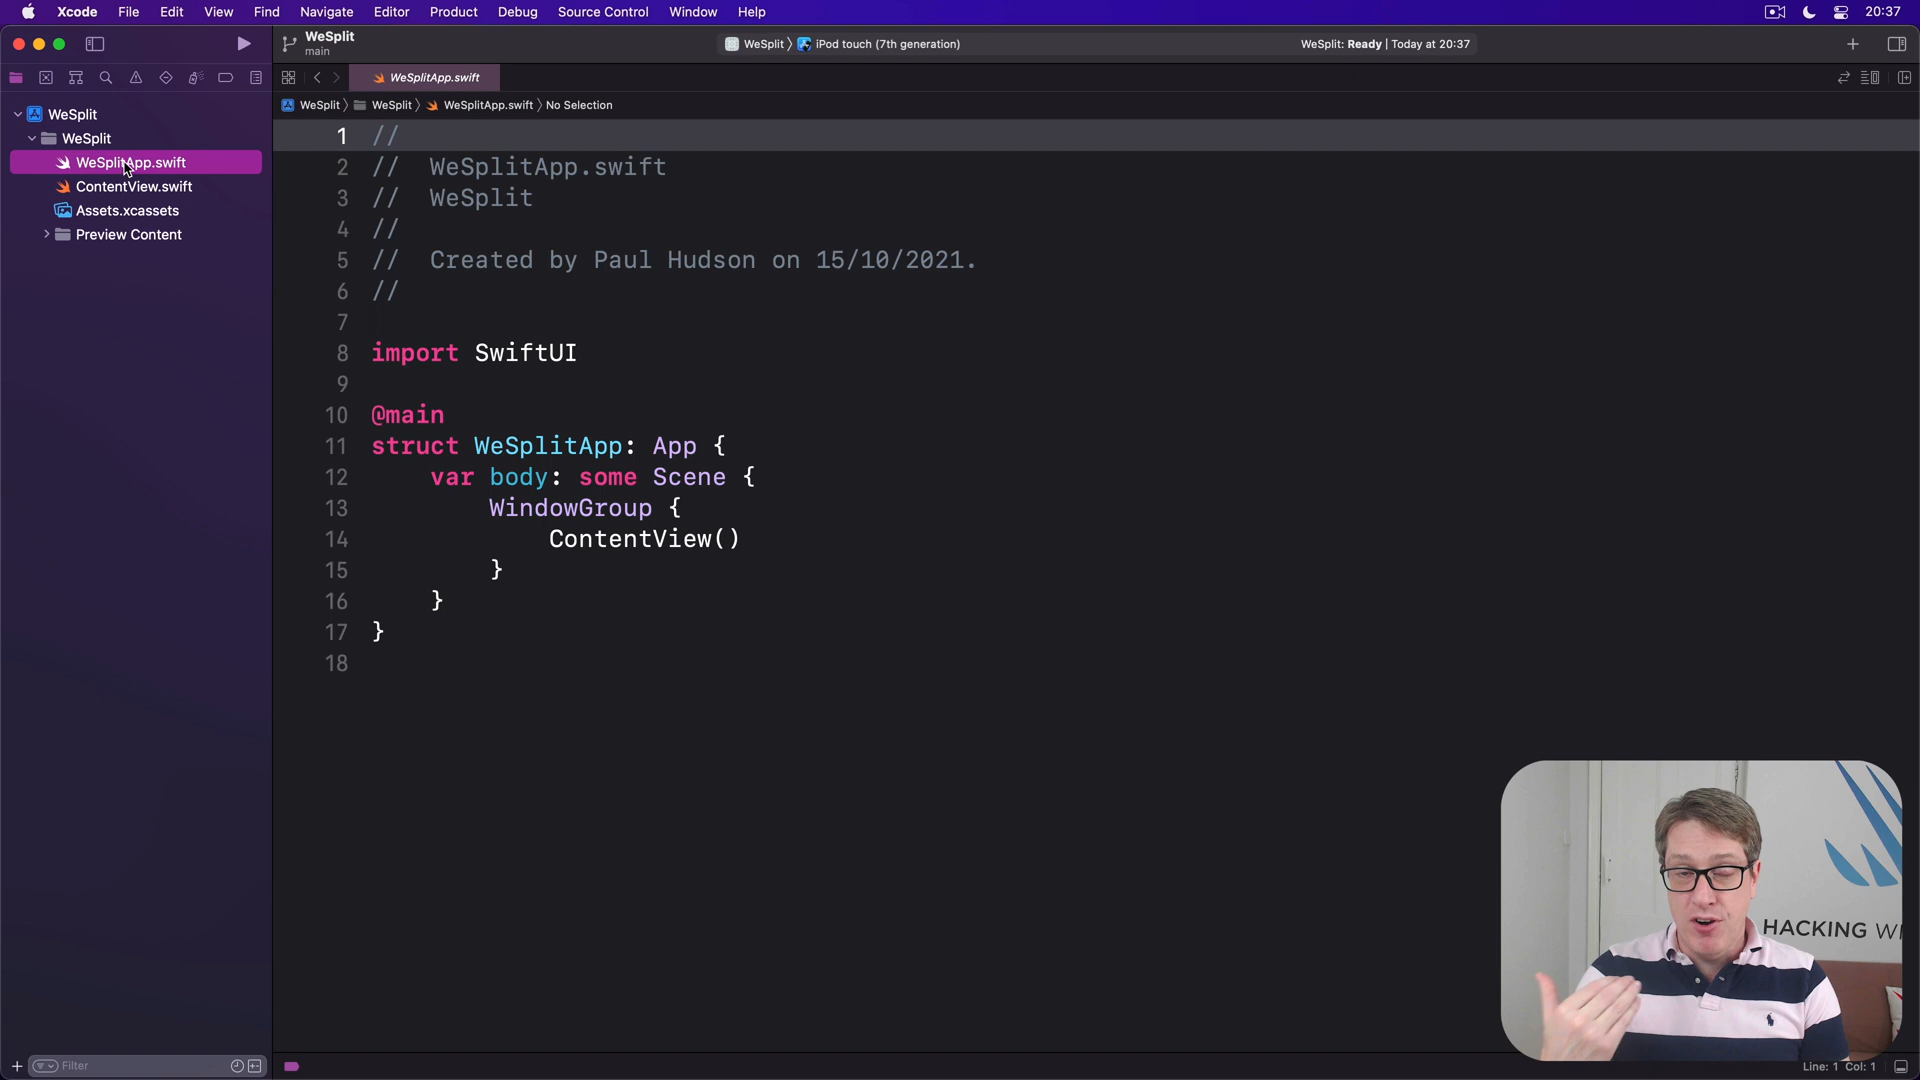 Xcode File Edit View Find Navigate Editor Product Debug Source Control Window Help 20:37
WeSplit
main
WeSplit iPod touch (7th generation)
WeSplit: Ready | Today at 20:37
WeSplitApp.swift
WeSplit WeSplit WeSplitApp.swift No Selection
WeSplit
WeSplit
WeSplitApp.swift
ContentView.swift
Assets.xcassets
Preview Content
1 //
2 // WeSplitApp.swift
3 // WeSplit
4 //
5 // Created by Paul Hudson on 15/10/2021.
6 //
7
8 import SwiftUI
9
10 @main
11 struct WeSplitApp: App {
12 var body: some Scene {
13 WindowGroup {
14 ContentView()
15 }
16 }
17 }
18
HACKING WI
Filter
Line: 1 Col: 1